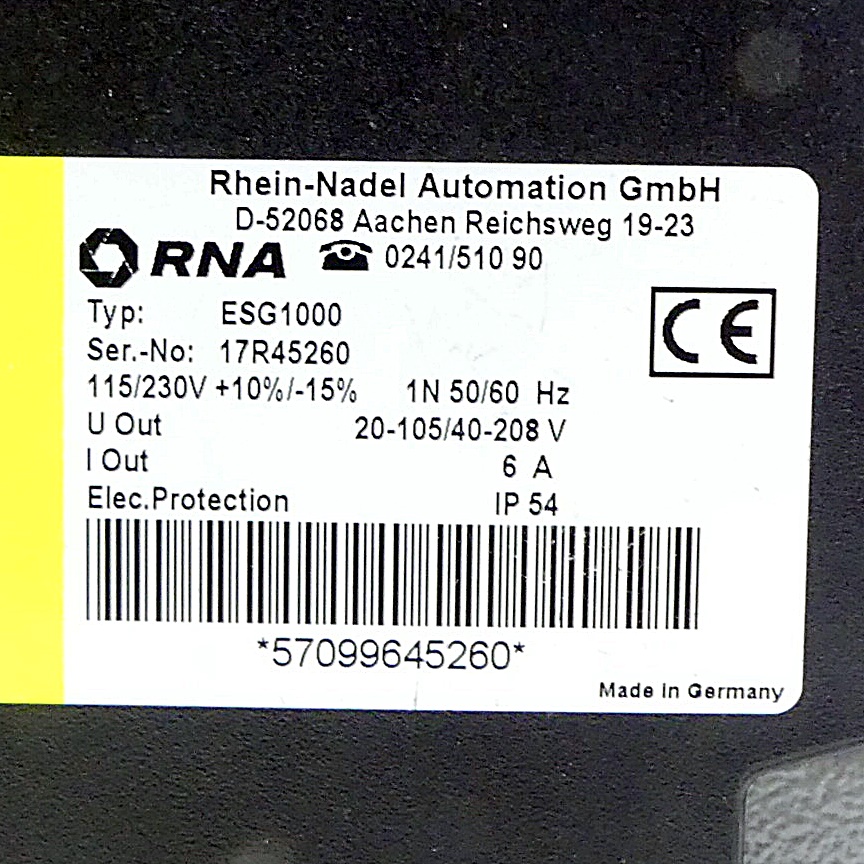 Rhein-Nadel Automation GmbH
D-52068 Aachen Reichsweg 19-23
RNA ☎ 0241/510 90
Typ: ESG1000
Ser.-No: 17R45260
115/230V +10%/-15% 1N 50/60 Hz
U Out 20-105/40-208 V
I Out 6 A
Elec.Protection IP 54
CE
*57099645260*
Made In Germany